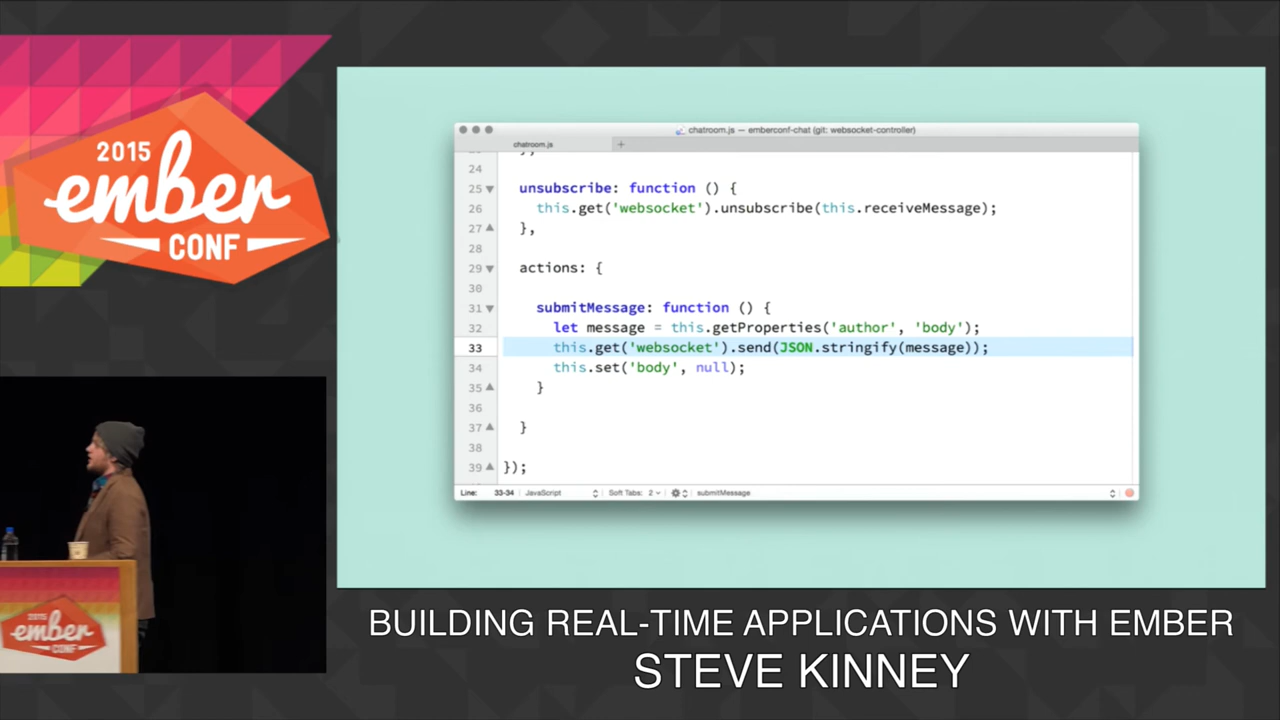 2015
ember
CONF
chatroom.js — emberconf-chat (git: websocket-controller)
chatroom.js
24
25 unsubscribe: function () {
26 this.get('websocket').unsubscribe(this.receiveMessage);
27 },
28
29 actions: {
30
31 submitMessage: function () {
32 let message = this.getProperties('author', 'body');
33 this.get('websocket').send(JSON.stringify(message));
34 this.set('body', null);
35 }
36
37 }
38
39 });
Line: 33-34 JavaScript Soft Tabs: 2 submitMessage
2015
ember
CONF
BUILDING REAL-TIME APPLICATIONS WITH EMBER
STEVE KINNEY